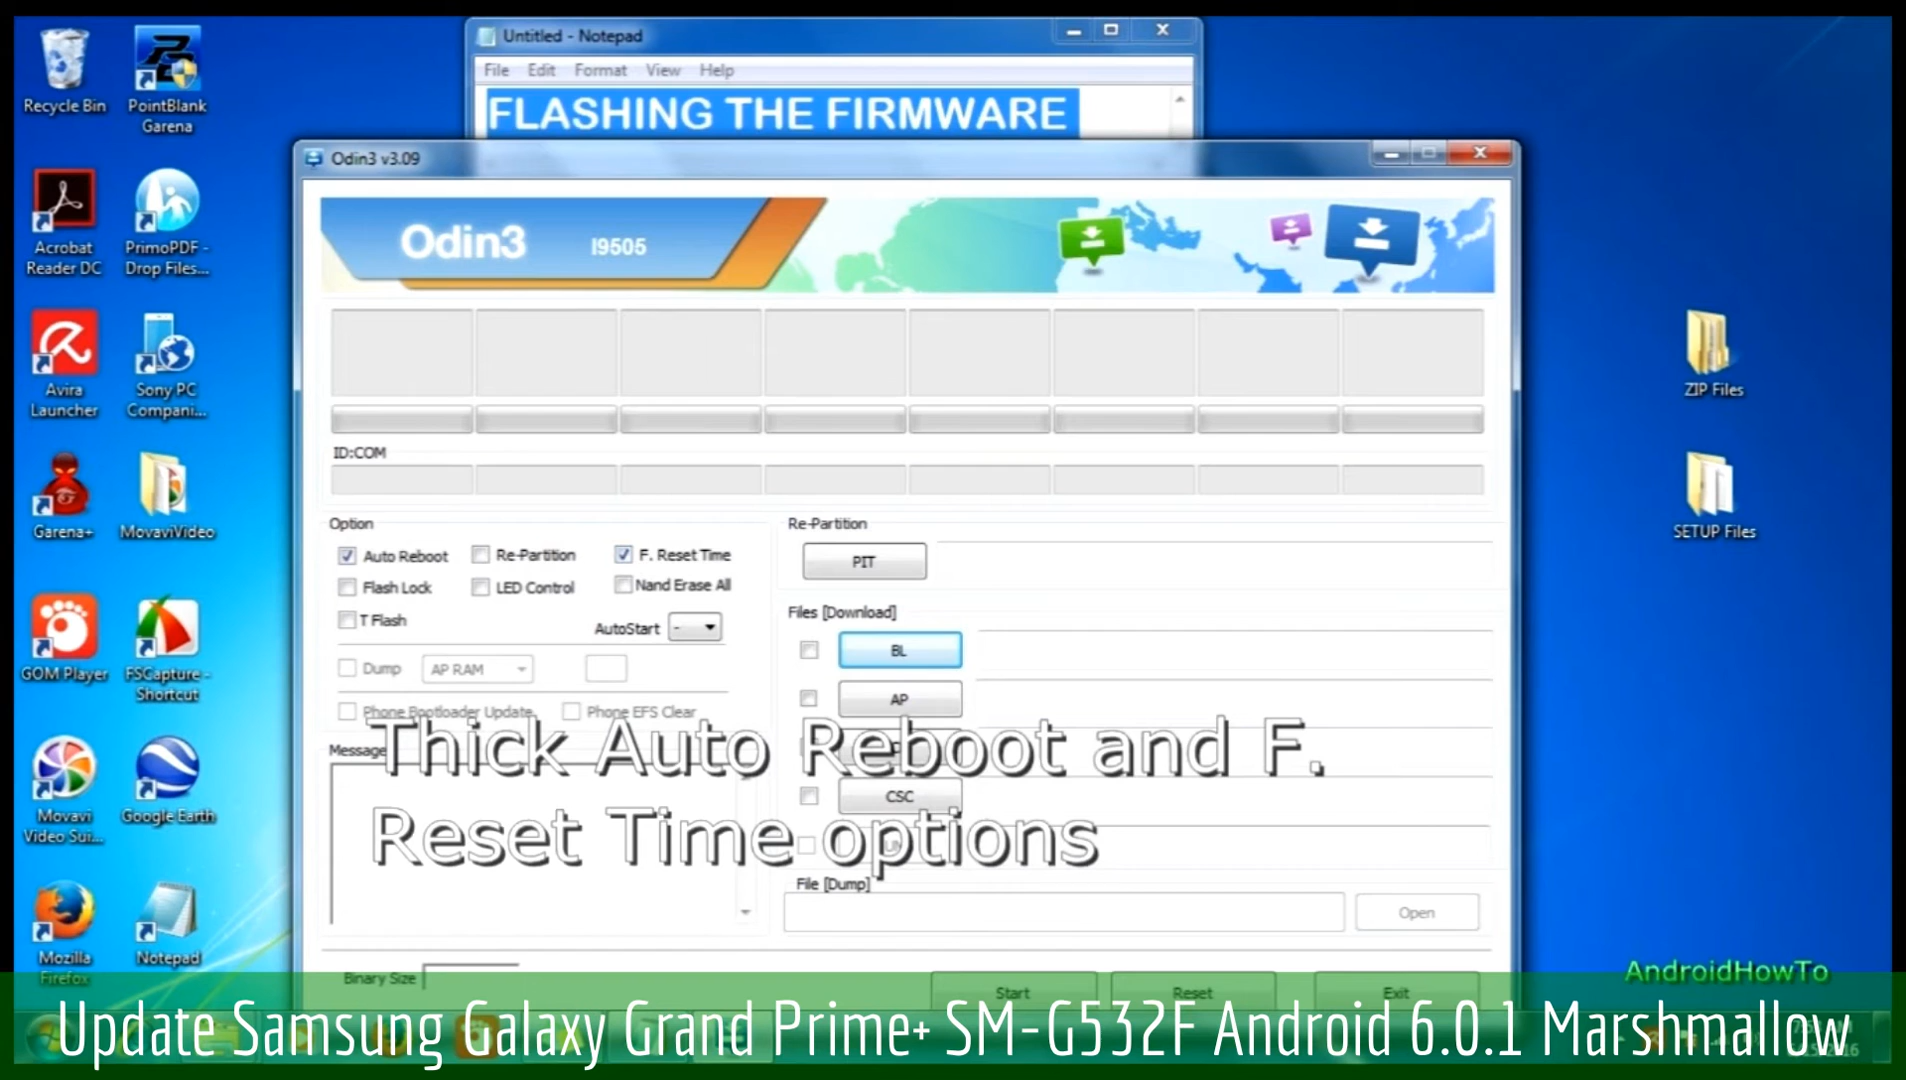 Untitled - Notepad
File Edit Format View Help
FLASHING THE FIRMWARE
Recycle Bin
PointBlank Garena
Acrobat Reader DC
PrimoPDF - Drop Files...
Avira Launcher
Sony PC Compani...
Garena+
MovaviVideo
GOM Player
FSCapture - Shortcut
Movavi Video Sui...
Google Earth
Mozilla Firefox
Notepad
ZIP Files
SETUP Files
Odin3 v3.09
Odin3 I9505
ID:COM
Option
Auto Reboot Re-Partition F. Reset Time
Flash Lock LED Control Nand Erase All
T Flash
AutoStart -
Dump AP RAM
Phone Bootloader Update Phone EFS Clear
Message
Re-Partition
PIT
Files [Download]
BL
AP
CSC
File [Dump]
Open
Binary Size
Start Reset Exit
Thick Auto Reboot and F.
Reset Time options
AndroidHowTo
Update Samsung Galaxy Grand Prime+ SM-G532F Android 6.0.1 Marshmallow